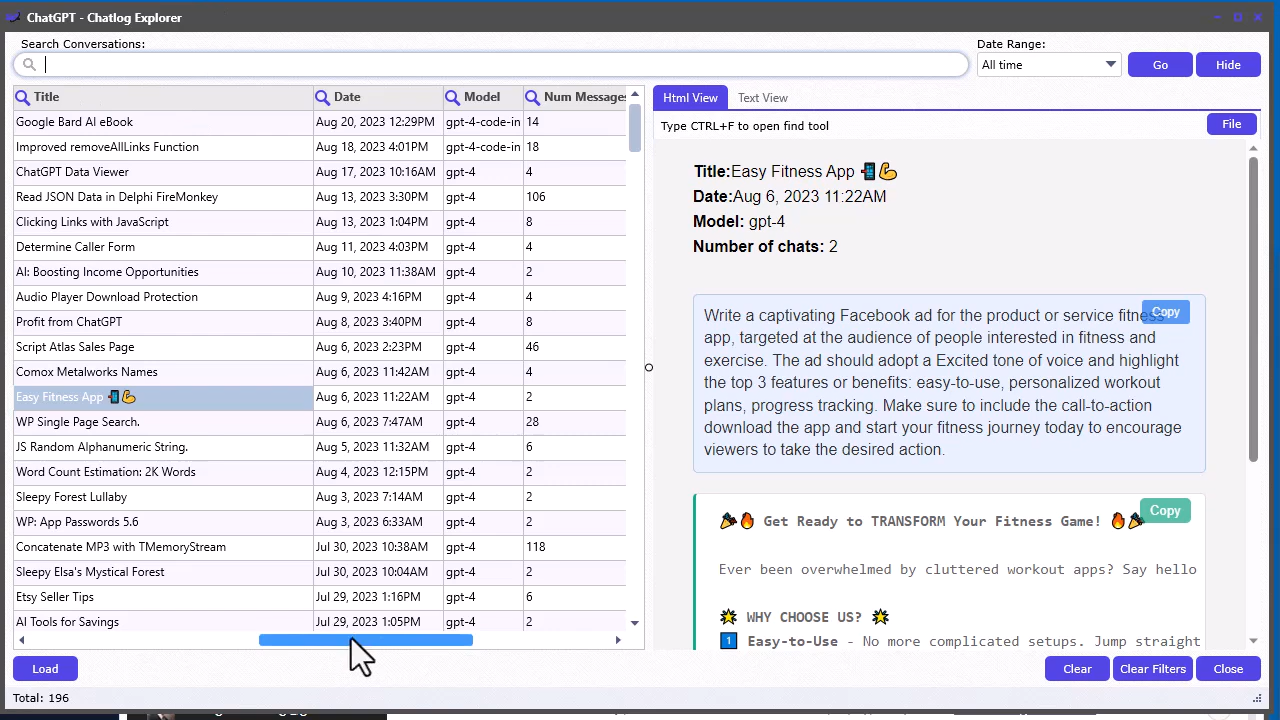 ChatGPT - Chatlog Explorer
Search Conversations:
Date Range:
All time
Go
Hide
Title Date Model Num Messages
Google Bard AI eBook Aug 20, 2023 12:29PM gpt-4-code-in 14
Improved removeAllLinks Function Aug 18, 2023 4:01PM gpt-4-code-in 18
ChatGPT Data Viewer Aug 17, 2023 10:16AM gpt-4 4
Read JSON Data in Delphi FireMonkey Aug 13, 2023 3:30PM gpt-4 106
Clicking Links with JavaScript Aug 13, 2023 1:04PM gpt-4 8
Determine Caller Form Aug 11, 2023 4:03PM gpt-4 4
AI: Boosting Income Opportunities Aug 10, 2023 11:38AM gpt-4 2
Audio Player Download Protection Aug 9, 2023 4:16PM gpt-4 4
Profit from ChatGPT Aug 8, 2023 3:40PM gpt-4 8
Script Atlas Sales Page Aug 6, 2023 2:23PM gpt-4 46
Comox Metalworks Names Aug 6, 2023 11:42AM gpt-4 4
Easy Fitness App 📲💪 Aug 6, 2023 11:22AM gpt-4 2
WP Single Page Search. Aug 6, 2023 7:47AM gpt-4 28
JS Random Alphanumeric String. Aug 5, 2023 11:32AM gpt-4 6
Word Count Estimation: 2K Words Aug 4, 2023 12:15PM gpt-4 2
Sleepy Forest Lullaby Aug 3, 2023 7:14AM gpt-4 2
WP: App Passwords 5.6 Aug 3, 2023 6:33AM gpt-4 2
Concatenate MP3 with TMemoryStream Jul 30, 2023 10:38AM gpt-4 118
Sleepy Elsa's Mystical Forest Jul 30, 2023 10:04AM gpt-4 2
Etsy Seller Tips Jul 29, 2023 1:16PM gpt-4 6
AI Tools for Savings Jul 29, 2023 1:05PM gpt-4 2
Html View Text View
Type CTRL+F to open find tool
File
Title:Easy Fitness App 📲💪
Date:Aug 6, 2023 11:22AM
Model: gpt-4
Number of chats: 2
Copy
Write a captivating Facebook ad for the product or service fitness
app, targeted at the audience of people interested in fitness and
exercise. The ad should adopt a Excited tone of voice and highlight
the top 3 features or benefits: easy-to-use, personalized workout
plans, progress tracking. Make sure to include the call-to-action
download the app and start your fitness journey today to encourage
viewers to take the desired action.
Copy
🎉🔥 Get Ready to TRANSFORM Your Fitness Game! 🔥🎉
Ever been overwhelmed by cluttered workout apps? Say hello
🌟 WHY CHOOSE US? 🌟
1️⃣ Easy-to-Use - No more complicated setups. Jump straight
Load
Clear
Clear Filters
Close
Total: 196